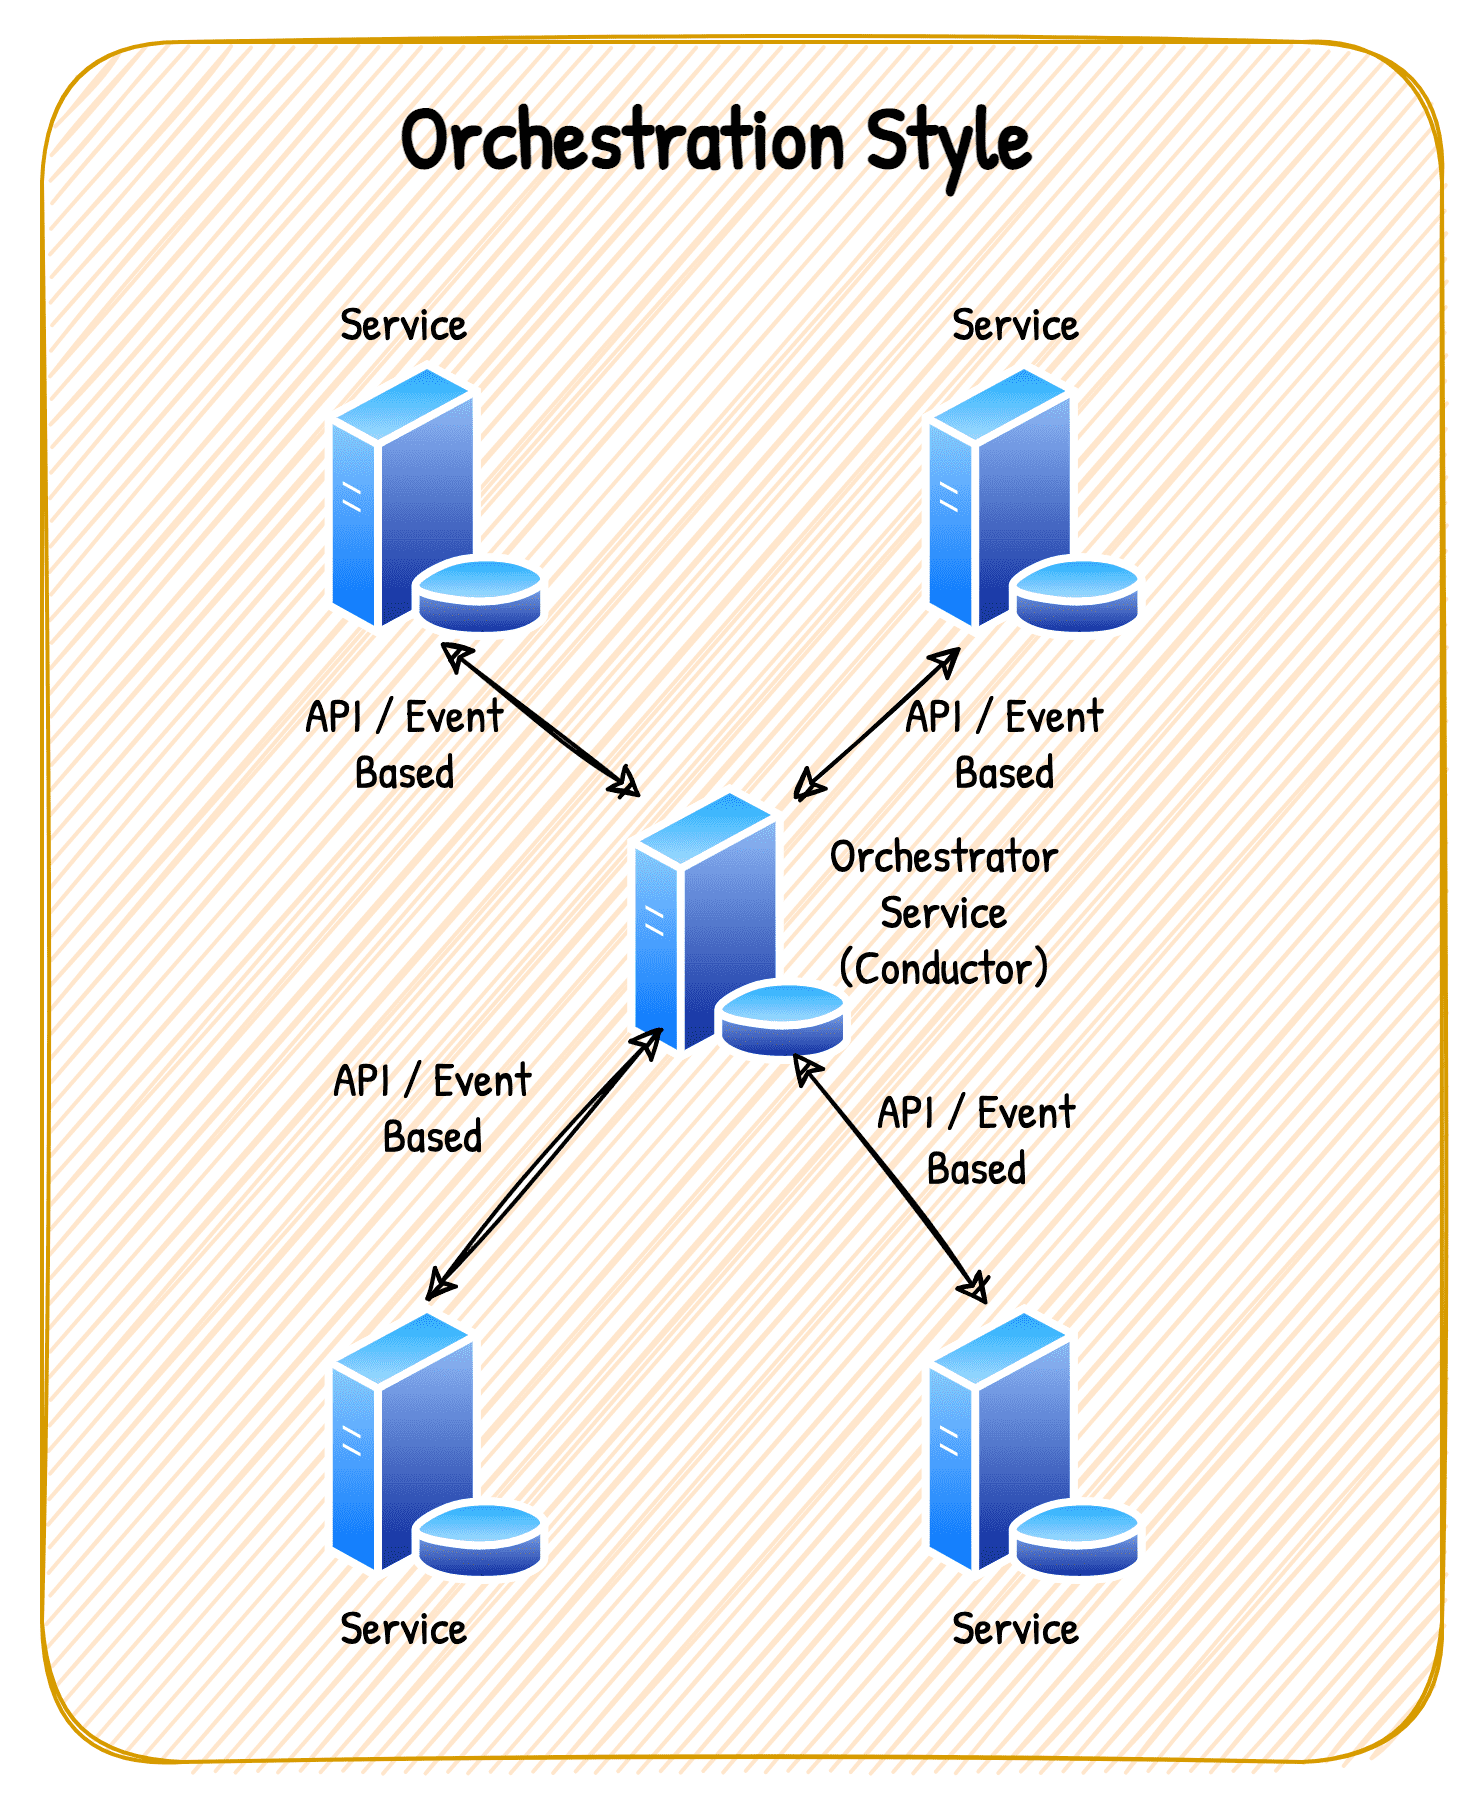 Orchestration Style
Service
Service
API / Event
Based
API / Event
Based
Orchestrator
Service
(Conductor)
API / Event
Based
API / Event
Based
Service
Service